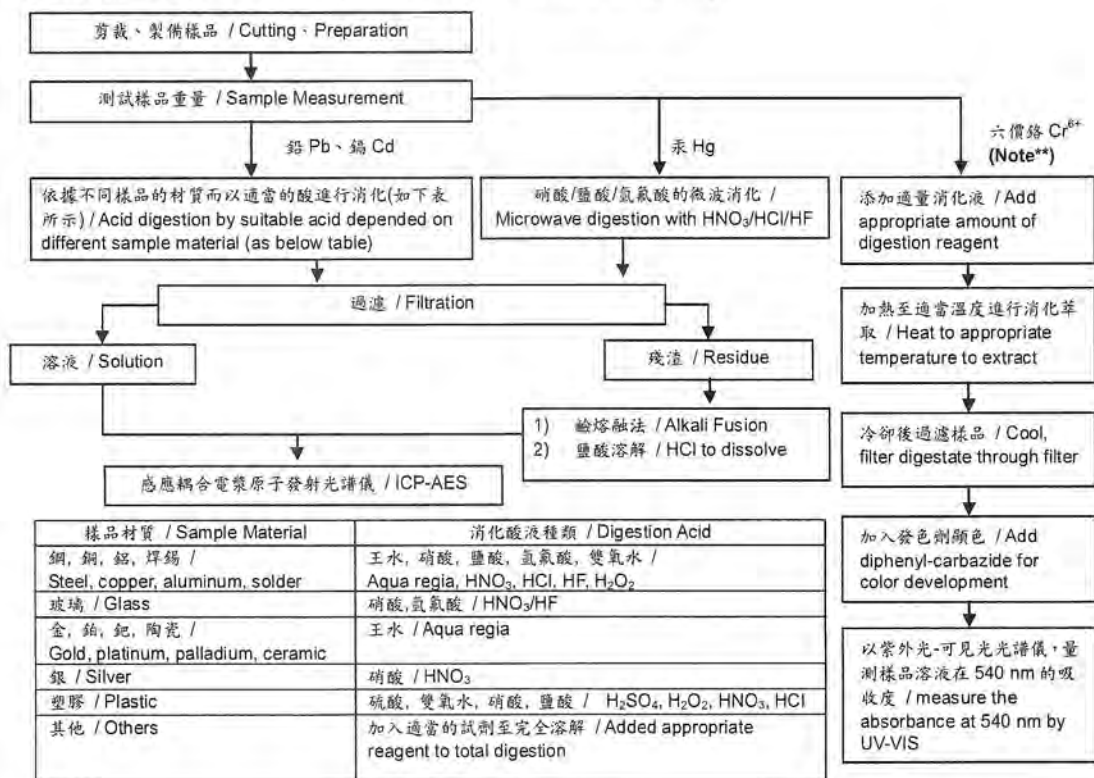 剪裁、製備樣品 / Cutting、Preparation
測試樣品重量 / Sample Measurement
鉛 Pb、鎘 Cd
汞 Hg
六價鉻 Cr⁶⁺
(Note**)
依據不同樣品的材質而以適當的酸進行消化(如下表
所示) / Acid digestion by suitable acid depended on
different sample material (as below table)
硝酸/鹽酸/氫氟酸的微波消化 /
Microwave digestion with HNO₃/HCl/HF
添加適量消化液 / Add
appropriate amount of
digestion reagent
過濾 / Filtration
加熱至適當溫度進行消化萃
取 / Heat to appropriate
temperature to extract
溶液 / Solution
殘渣 / Residue
1) 鹼熔融法 / Alkali Fusion
2) 鹽酸溶解 / HCl to dissolve
冷卻後過濾樣品 / Cool,
filter digestate through filter
感應耦合電漿原子發射光譜儀 / ICP-AES
樣品材質 / Sample Material
消化酸液種類 / Digestion Acid
鋼, 銅, 鋁, 焊錫 /
Steel, copper, aluminum, solder
王水, 硝酸, 鹽酸, 氫氟酸, 雙氧水 /
Aqua regia, HNO₃, HCl, HF, H₂O₂
玻璃 / Glass
硝酸,氫氟酸 / HNO₃/HF
金, 鉑, 鈀, 陶瓷 /
Gold, platinum, palladium, ceramic
王水 / Aqua regia
銀 / Silver
硝酸 / HNO₃
塑膠 / Plastic
硫酸, 雙氧水, 硝酸, 鹽酸 / H₂SO₄, H₂O₂, HNO₃, HCl
其他 / Others
加入適當的試劑至完全溶解 / Added appropriate
reagent to total digestion
加入發色劑顯色 / Add
diphenyl-carbazide for
color development
以紫外光-可見光光譜儀，量
測樣品溶液在 540 nm 的吸
收度 / measure the
absorbance at 540 nm by
UV-VIS